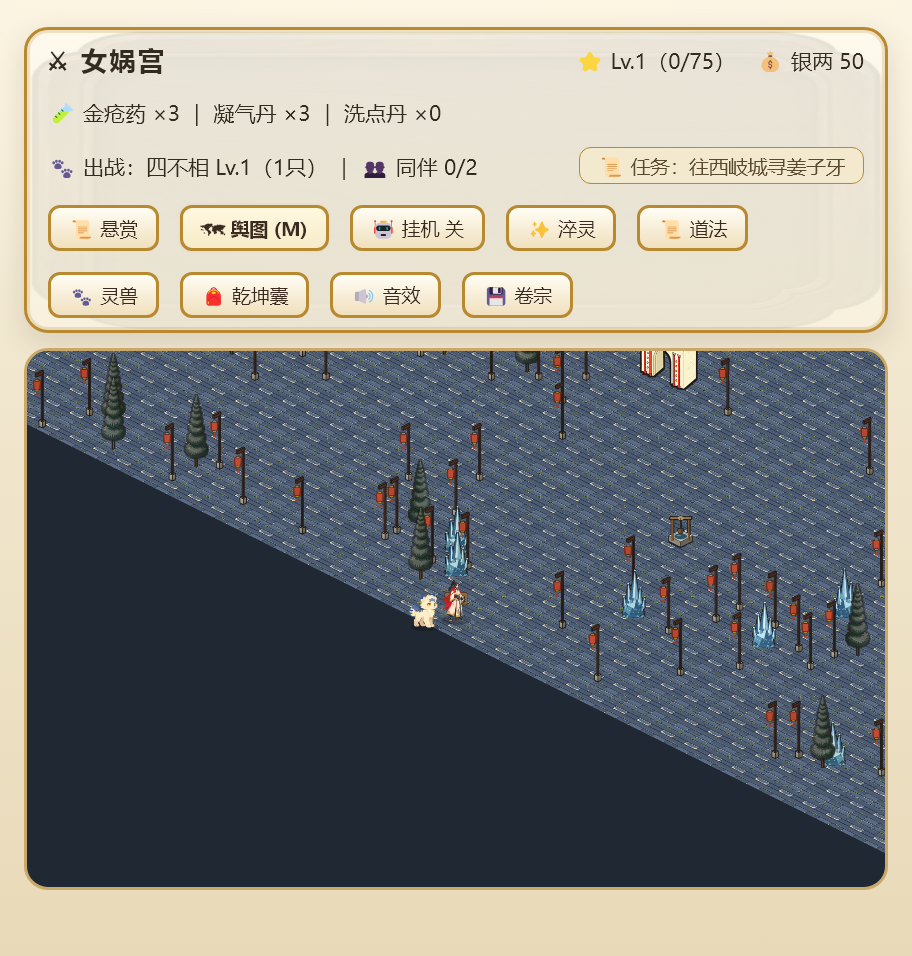 女娲宫
Lv.1（0/75） 银两 50
金疮药 ×3 | 凝气丹 ×3 | 洗点丹 ×0
出战：四不相 Lv.1（1只） | 同伴 0/2 任务：往西岐城寻姜子牙
悬赏 舆图 (M) 挂机 关 淬灵 道法
灵兽 乾坤囊 音效 卷宗